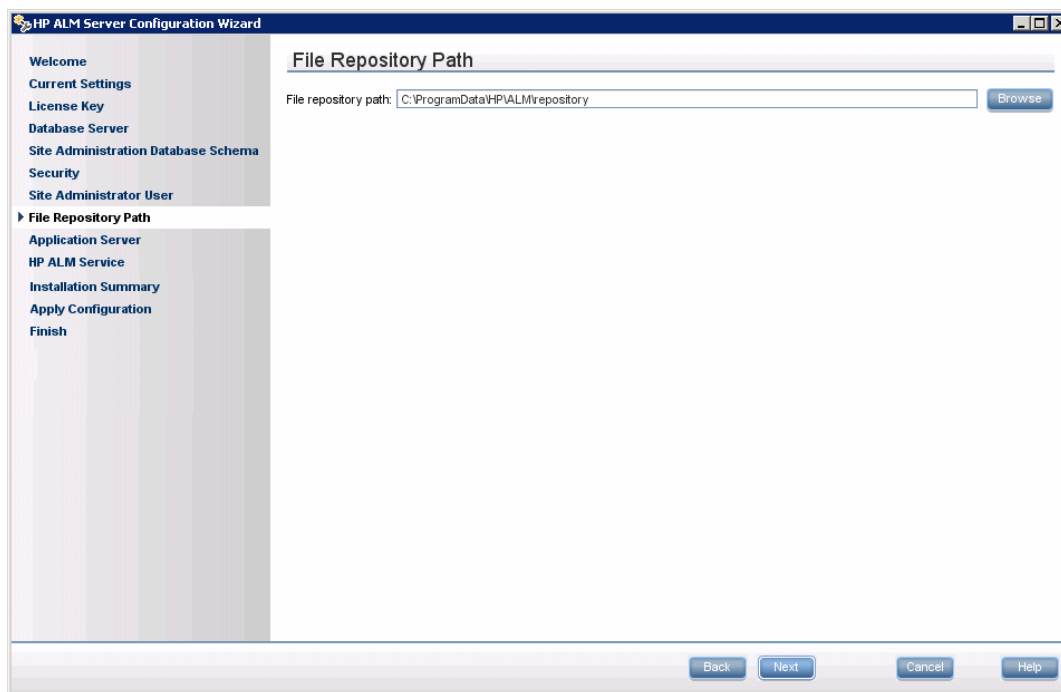 HP ALM Server Configuration Wizard
Welcome
Current Settings
License Key
Database Server
Site Administration Database Schema
Security
Site Administrator User
File Repository Path
Application Server
HP ALM Service
Installation Summary
Apply Configuration
Finish
File Repository Path
File repository path: C:\ProgramData\HP\ALM\repository Browse
Back Next Cancel Help